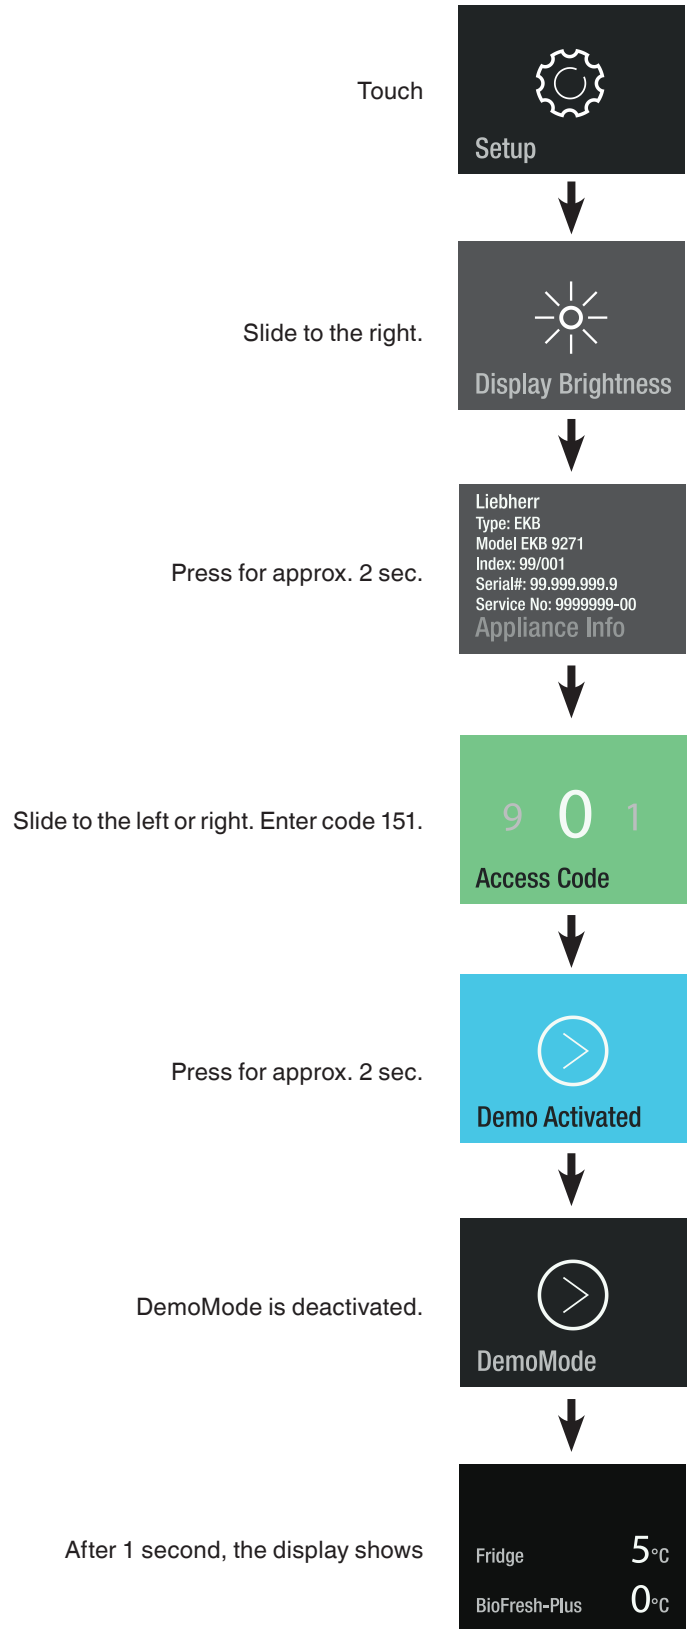 Touch
Setup
Slide to the right.
Display Brightness
Press for approx. 2 sec.
Liebherr
Type: EKB
Model EKB 9271
Index: 99/001
Serial#: 99.999.999.9
Service No: 9999999-00
Appliance Info
Slide to the left or right. Enter code 151.
9 0 1
Access Code
Press for approx. 2 sec.
Demo Activated
DemoMode is deactivated.
DemoMode
After 1 second, the display shows
Fridge 5°C
BioFresh-Plus 0°C